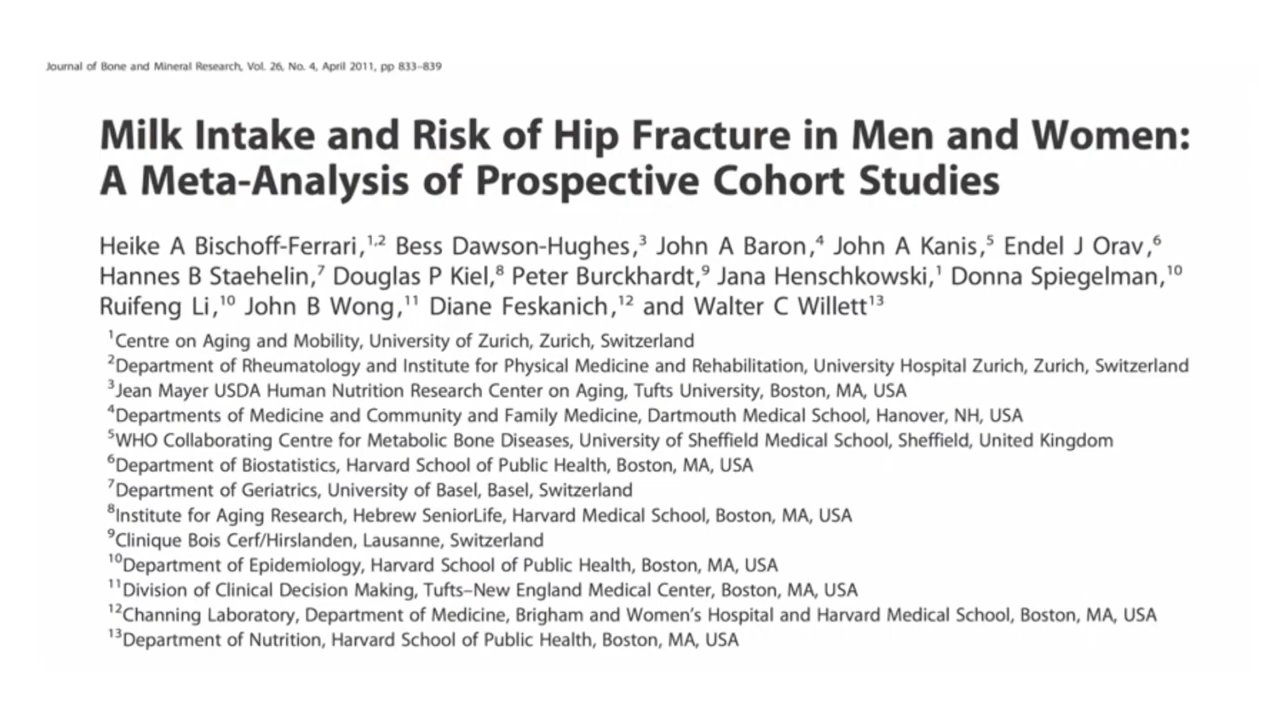 Journal of Bone and Mineral Research, Vol. 26, No. 4, April 2011, pp 833–839
Milk Intake and Risk of Hip Fracture in Men and Women:
A Meta-Analysis of Prospective Cohort Studies
Heike A Bischoff-Ferrari,1,2 Bess Dawson-Hughes,3 John A Baron,4 John A Kanis,5 Endel J Orav,6
Hannes B Staehelin,7 Douglas P Kiel,8 Peter Burckhardt,9 Jana Henschkowski,1 Donna Spiegelman,10
Ruifeng Li,10 John B Wong,11 Diane Feskanich,12 and Walter C Willett13
1Centre on Aging and Mobility, University of Zurich, Zurich, Switzerland
2Department of Rheumatology and Institute for Physical Medicine and Rehabilitation, University Hospital Zurich, Zurich, Switzerland
3Jean Mayer USDA Human Nutrition Research Center on Aging, Tufts University, Boston, MA, USA
4Departments of Medicine and Community and Family Medicine, Dartmouth Medical School, Hanover, NH, USA
5WHO Collaborating Centre for Metabolic Bone Diseases, University of Sheffield Medical School, Sheffield, United Kingdom
6Department of Biostatistics, Harvard School of Public Health, Boston, MA, USA
7Department of Geriatrics, University of Basel, Basel, Switzerland
8Institute for Aging Research, Hebrew SeniorLife, Harvard Medical School, Boston, MA, USA
9Clinique Bois Cerf/Hirslanden, Lausanne, Switzerland
10Department of Epidemiology, Harvard School of Public Health, Boston, MA, USA
11Division of Clinical Decision Making, Tufts–New England Medical Center, Boston, MA, USA
12Channing Laboratory, Department of Medicine, Brigham and Women's Hospital and Harvard Medical School, Boston, MA, USA
13Department of Nutrition, Harvard School of Public Health, Boston, MA, USA